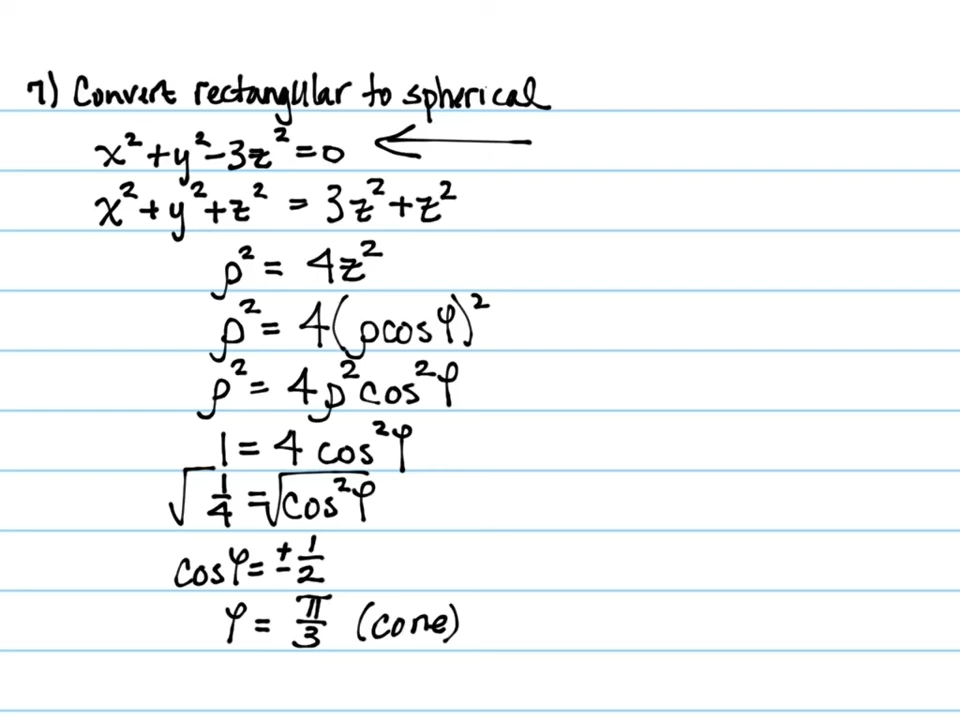 7) Convert rectangular to spherical
x²+y²-3z²=0 ←
x²+y²+z² = 3z²+z²
ρ² = 4z²
ρ² = 4(ρcosφ)²
ρ² = 4ρ²cos²φ
1 = 4 cos²φ
√1/4 = √cos²φ
cosφ = ±1/2
φ = π/3 (cone)